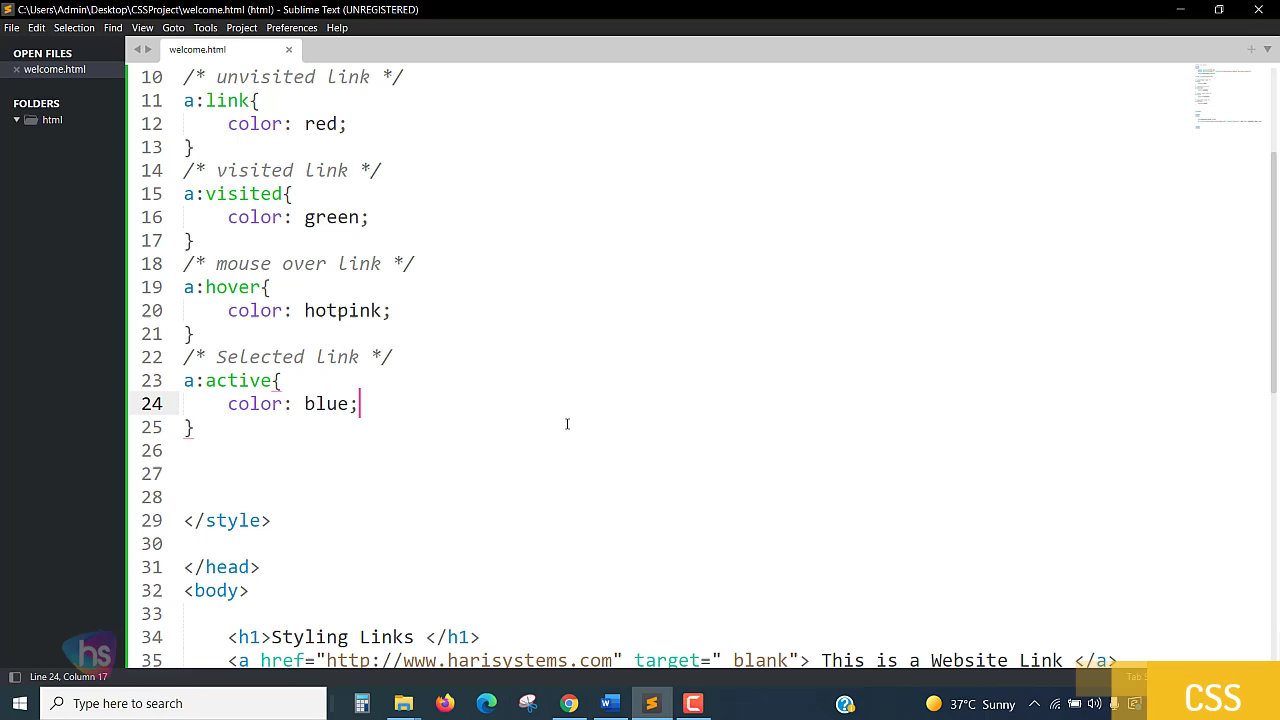 C:\Users\Admin\Desktop\CSSProject\welcome.html (html) - Sublime Text (UNREGISTERED)
File Edit Selection Find View Goto Tools Project Preferences Help
OPEN FILES
welcome.html
FOLDERS
html
welcome.html
10 /* unvisited link */
11 a:link{
12 color: red;
13 }
14 /* visited link */
15 a:visited{
16 color: green;
17 }
18 /* mouse over link */
19 a:hover{
20 color: hotpink;
21 }
22 /* Selected link */
23 a:active{
24 color: blue;
25 }
26
27
28
29 </style>
30
31 </head>
32 <body>
33
34 <h1>Styling Links </h1>
35 <a href="http://www.harisystems.com" target="_blank"> This is a Website Link </a>
hs
Line 24, Column 17
Type here to search
37°C Sunny
CSS